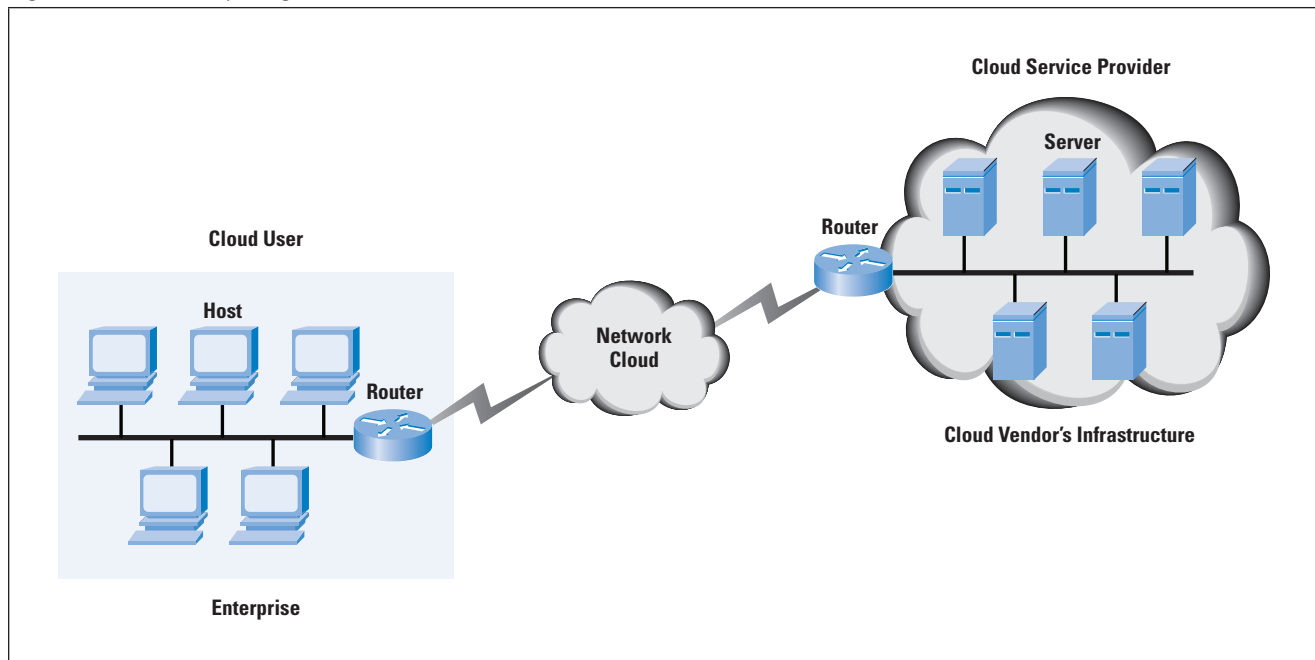 Cloud Service Provider
Server
Router
Cloud User
Host
Network
Cloud
Router
Cloud Vendor's Infrastructure
Enterprise